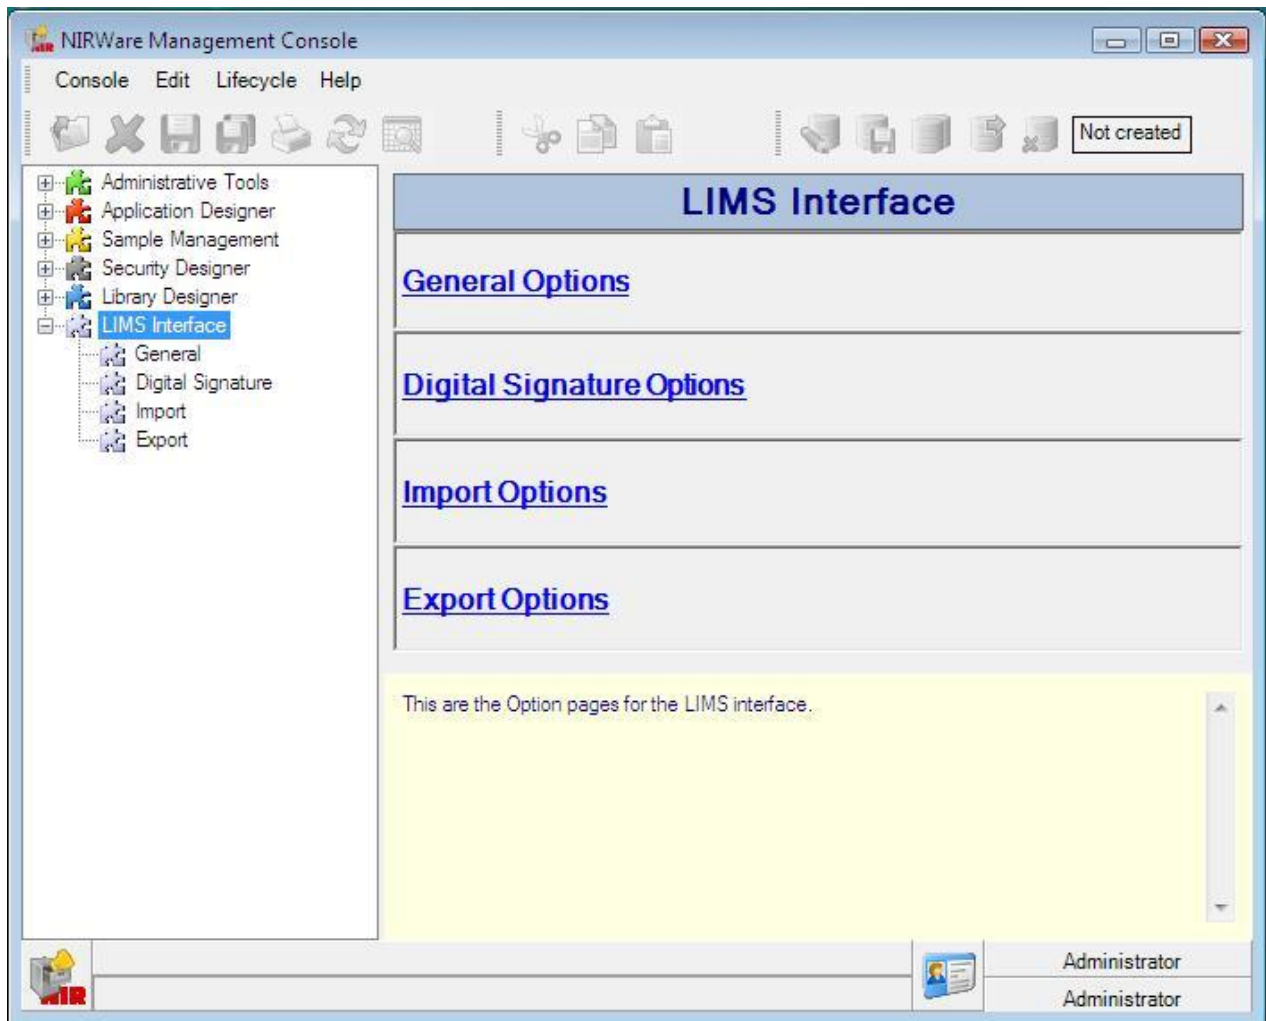 NIRWare Management Console
Console Edit Lifecycle Help
Not created
Administrative Tools
Application Designer
Sample Management
Security Designer
Library Designer
LIMS Interface
General
Digital Signature
Import
Export
LIMS Interface
General Options
Digital Signature Options
Import Options
Export Options
This are the Option pages for the LIMS interface.
NIR
Administrator
Administrator